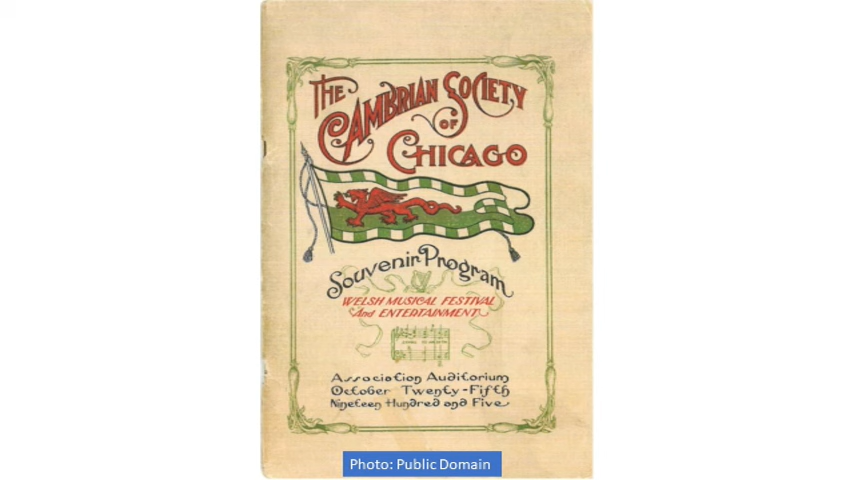 THE
CAMBRIAN SOCIETY
OF
CHICAGO
Souvenir Program
WELSH MUSICAL FESTIVAL
And ENTERTAINMENT
Association Auditorium
October Twenty-Fifth
Nineteen Hundred and Five
Photo: Public Domain